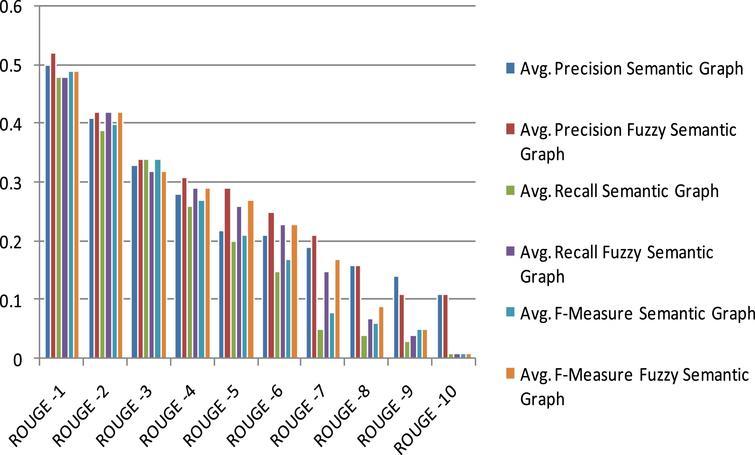 0.6
0.5
0.4
0.3
0.2
0.1
0
ROUGE -1
ROUGE -2
ROUGE -3
ROUGE -4
ROUGE -5
ROUGE -6
ROUGE -7
ROUGE -8
ROUGE -9
ROUGE -10
Avg. Precision Semantic Graph
Avg. Precision Fuzzy Semantic
Graph
Avg. Recall Semantic Graph
Avg. Recall Fuzzy Semantic
Graph
Avg. F-Measure Semantic Graph
Avg. F-Measure Fuzzy Semantic
Graph